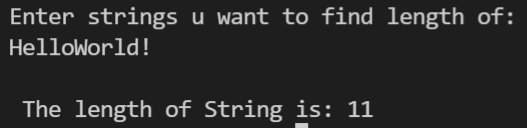 Enter strings u want to find length of:
HelloWorld!
The length of String is: 11